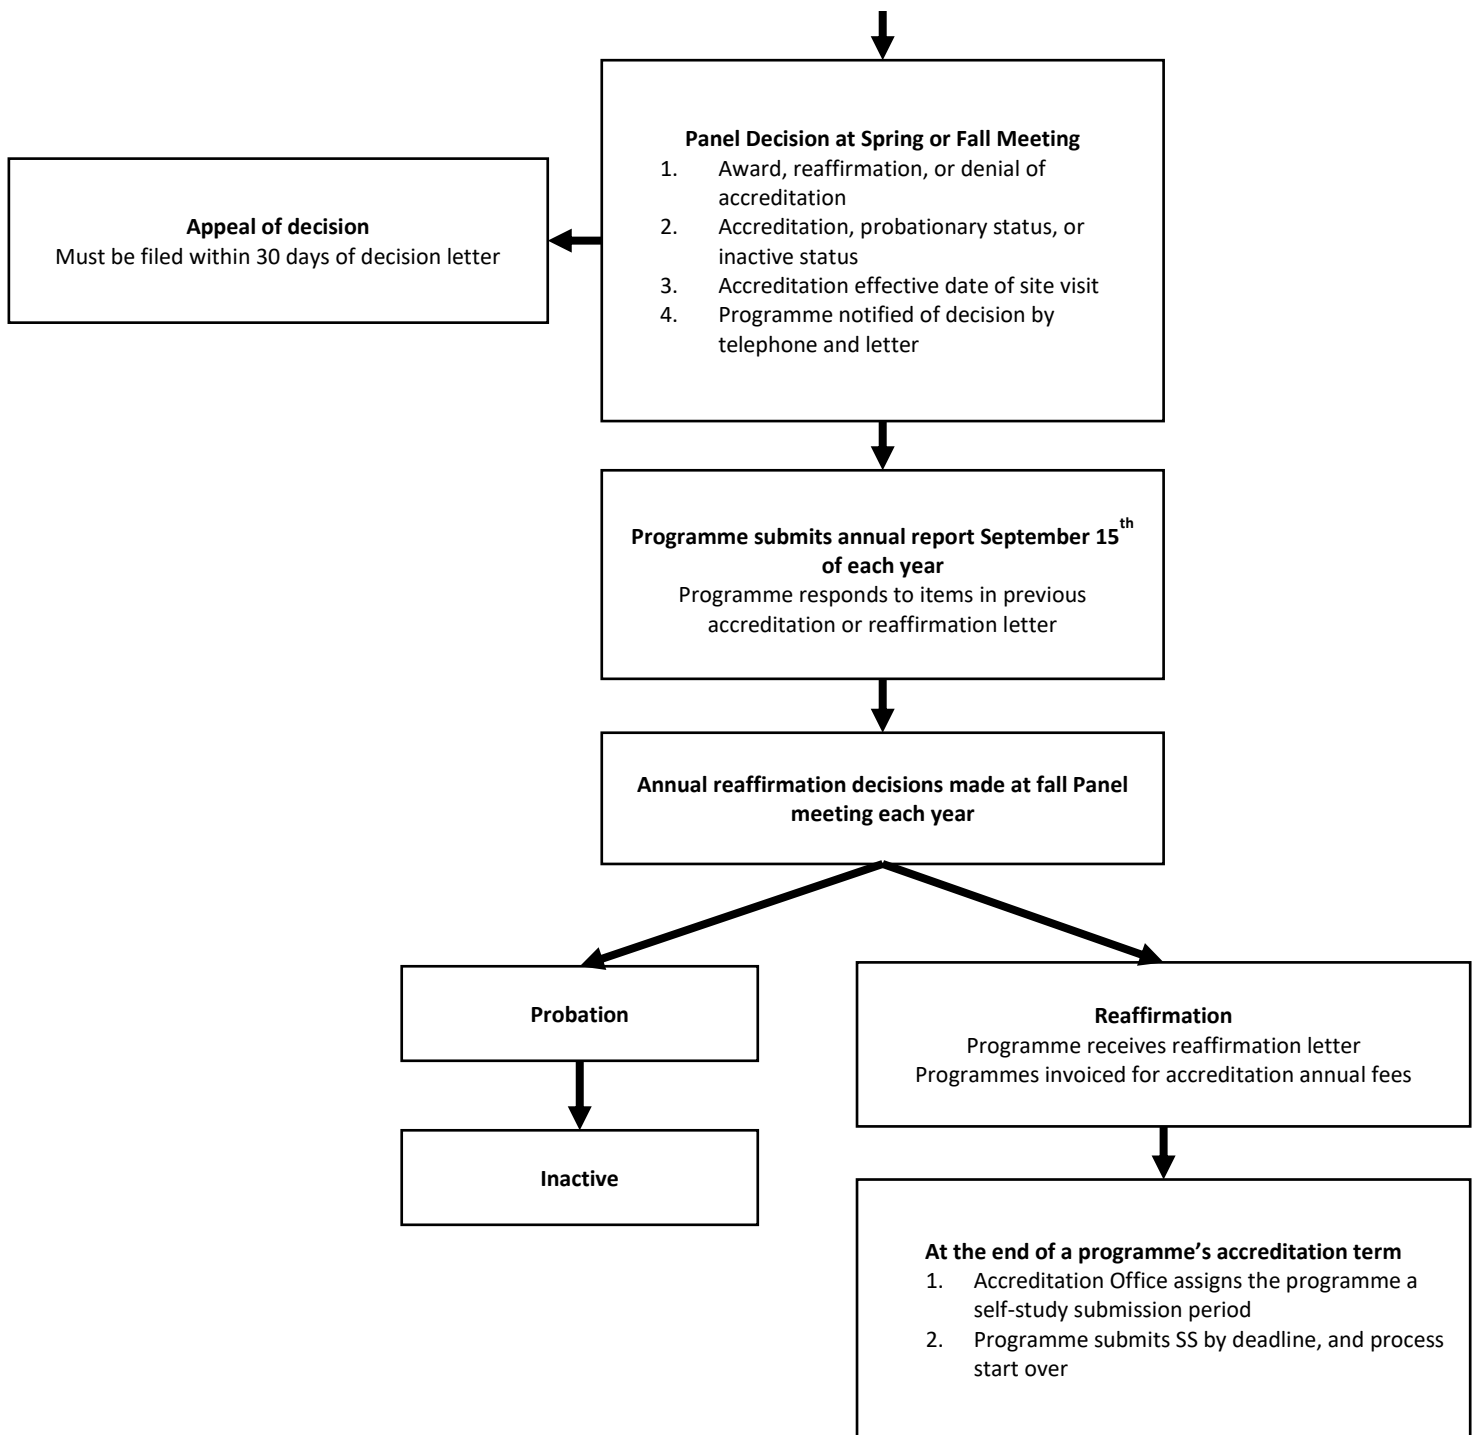 Panel Decision at Spring or Fall Meeting
1. Award, reaffirmation, or denial of
accreditation
2. Accreditation, probationary status, or
inactive status
3. Accreditation effective date of site visit
4. Programme notified of decision by
telephone and letter
Appeal of decision
Must be filed within 30 days of decision letter
Programme submits annual report September 15th
of each year
Programme responds to items in previous
accreditation or reaffirmation letter
Annual reaffirmation decisions made at fall Panel
meeting each year
Probation
Reaffirmation
Programme receives reaffirmation letter
Programmes invoiced for accreditation annual fees
Inactive
At the end of a programme’s accreditation term
1. Accreditation Office assigns the programme a
self-study submission period
2. Programme submits SS by deadline, and process
start over